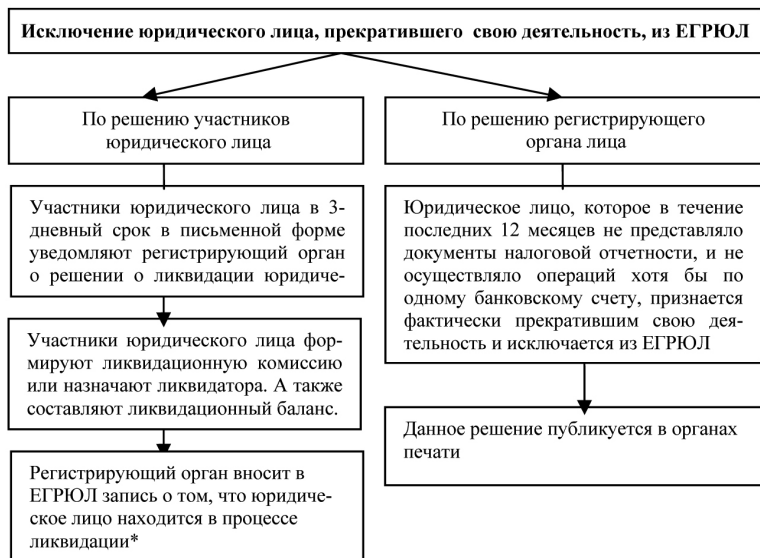 Исключение юридического лица, прекратившего свою деятельность, из ЕГРЮЛ
По решению участников
юридического лица
Участники юридического лица в 3-
дневный срок в письменной форме
уведомляют регистрирующий орган
о решении о ликвидации юридиче-
Участники юридического лица фор-
мируют ликвидационную комиссию
или назначают ликвидатора. А также
составляют ликвидационный баланс.
Регистрирующий орган вносит в
ЕГРЮЛ запись о том, что юридиче-
ское лицо находится в процессе
ликвидации*
По решению регистрирующего
органа лица
Юридическое лицо, которое в течение
последних 12 месяцев не представляло
документы налоговой отчетности, и не
осуществляло операций хотя бы по
одному банковскому счету, признается
фактически прекратившим свою дея-
тельность и исключается из ЕГРЮЛ
Данное решение публикуется в органах
печати